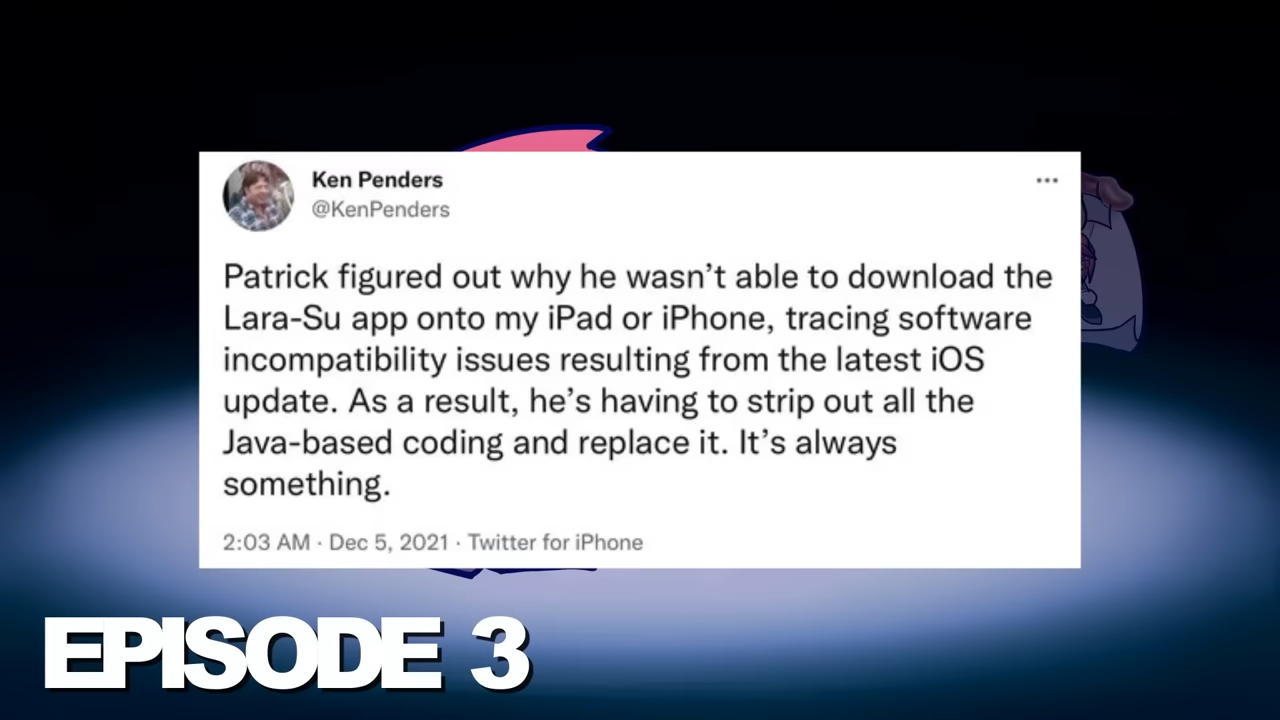 Ken Penders
@KenPenders
Patrick figured out why he wasn’t able to download the
Lara-Su app onto my iPad or iPhone, tracing software
incompatibility issues resulting from the latest iOS
update. As a result, he’s having to strip out all the
Java-based coding and replace it. It’s always
something.
2:03 AM · Dec 5, 2021 · Twitter for iPhone
EPISODE 3